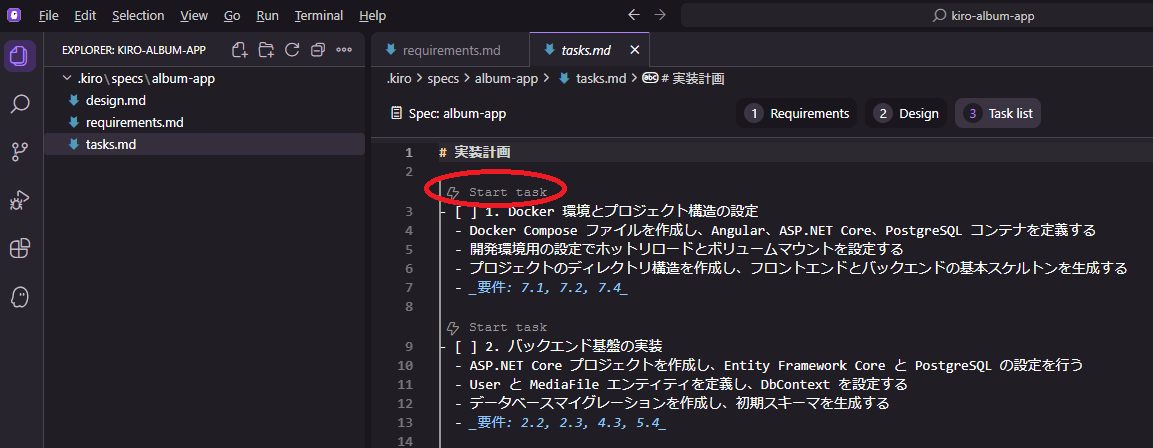 File Edit Selection View Go Run Terminal Help
kiro-album-app
EXPLORER: KIRO-ALBUM-APP
requirements.md
tasks.md
.kiro\specs\album-app
design.md
requirements.md
tasks.md
.kiro > specs > album-app > tasks.md > abc # 実装計画
Spec: album-app
1 Requirements
2 Design
3 Task list
1 # 実装計画
2
Start task
3 - [ ] 1. Docker 環境とプロジェクト構造の設定
4 - Docker Compose ファイルを作成し、Angular、ASP.NET Core、PostgreSQL コンテナを定義する
5 - 開発環境用の設定でホットリロードとボリュームマウントを設定する
6 - プロジェクトのディレクトリ構造を作成し、フロントエンドとバックエンドの基本スケルトンを生成する
7 - _要件: 7.1, 7.2, 7.4_
8
Start task
9 - [ ] 2. バックエンド基盤の実装
10 - ASP.NET Core プロジェクトを作成し、Entity Framework Core と PostgreSQL の設定を行う
11 - User と MediaFile エンティティを定義し、DbContext を設定する
12 - データベースマイグレーションを作成し、初期スキーマを生成する
13 - _要件: 2.2, 2.3, 4.3, 5.4_
14